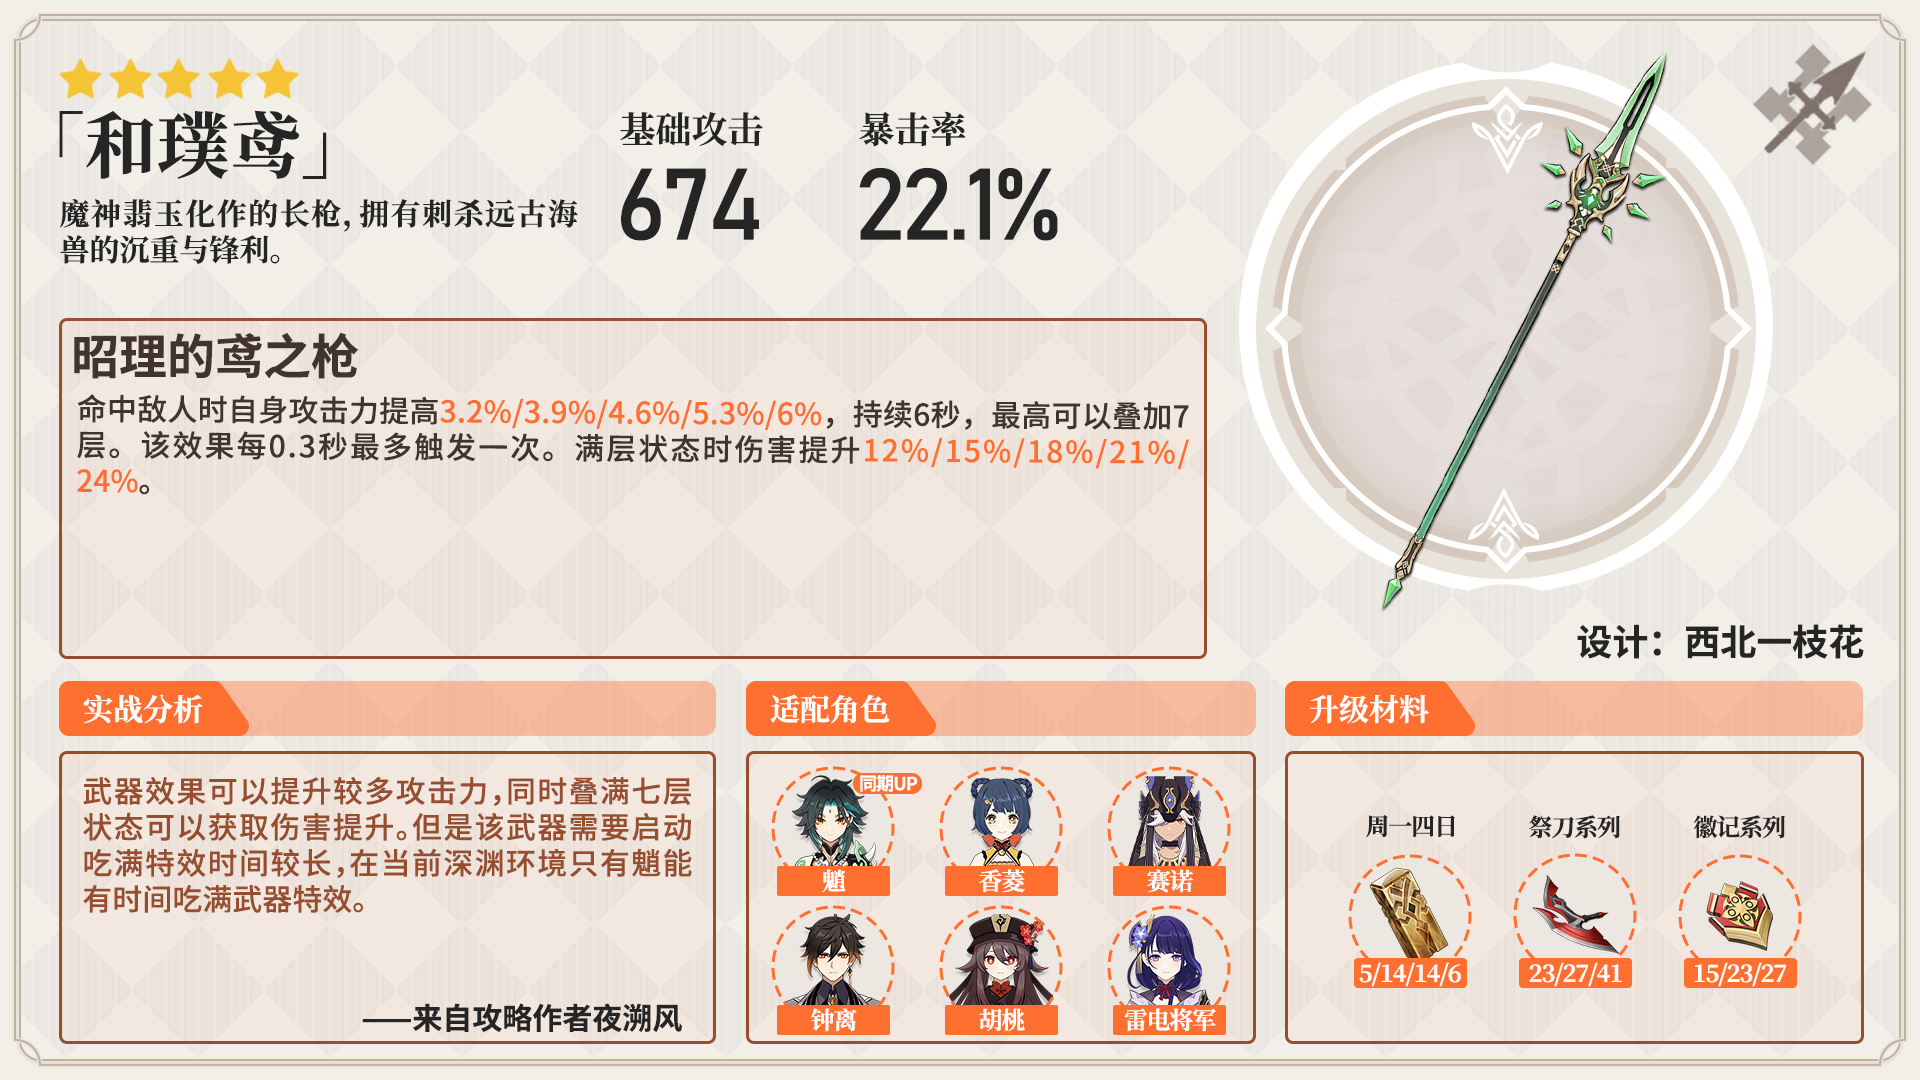 「和璞鸢」
魔神翡玉化作的长枪，拥有刺杀远古海
兽的沉重与锋利。
基础攻击
674
暴击率
22.1%
昭理的鸢之枪
命中敌人时自身攻击力提高3.2%/3.9%/4.6%/5.3%/6%，持续6秒，最高可以叠加7
层。该效果每0.3秒最多触发一次。满层状态时伤害提升12%/15%/18%/21%/
24%。
设计：西北一枝花
实战分析
武器效果可以提升较多攻击力，同时叠满七层
状态可以获取伤害提升。但是该武器需要启动
吃满特效时间较长，在当前深渊环境只有魈能
有时间吃满武器特效。
——来自攻略作者夜溯风
适配角色
同期UP
魈
香菱
赛诺
钟离
胡桃
雷电将军
升级材料
周一四日
祭刀系列
徽记系列
5/14/14/6
23/27/41
15/23/27